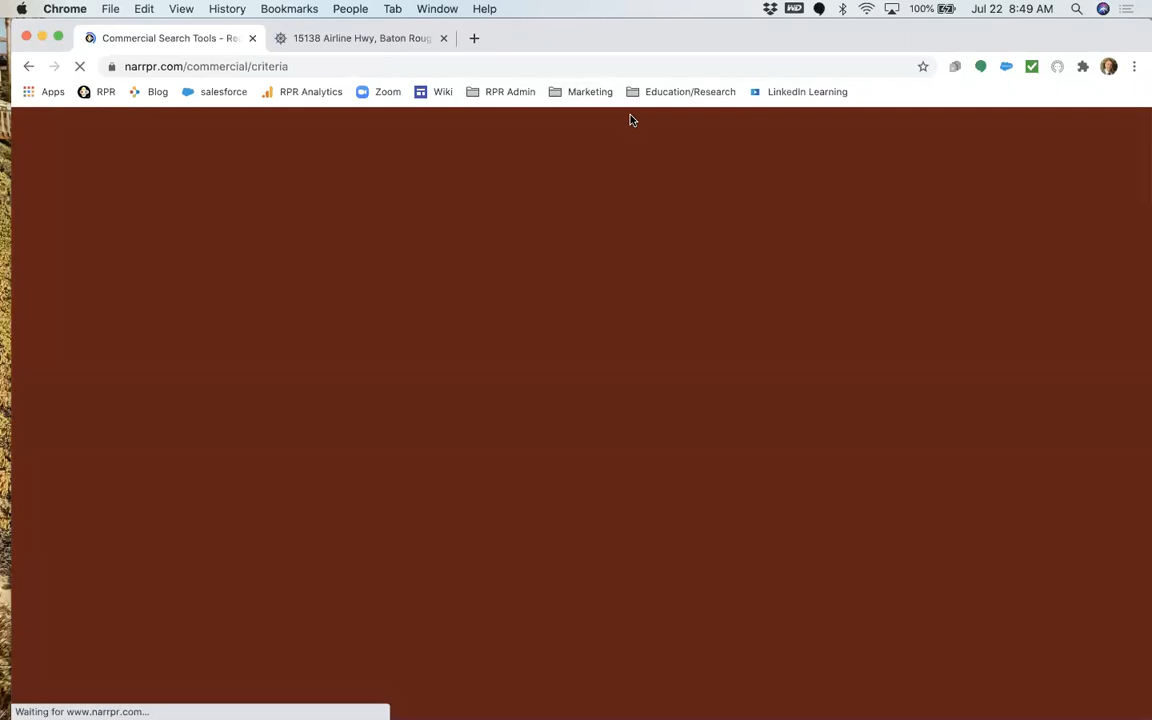 Chrome File Edit View History Bookmarks People Tab Window Help WD 100% Jul 22 8:49 AM
Commercial Search Tools - Re 15138 Airline Hwy, Baton Roug
narrpr.com/commercial/criteria
Apps RPR Blog salesforce RPR Analytics Zoom Wiki RPR Admin Marketing Education/Research LinkedIn Learning
Waiting for www.narrpr.com...